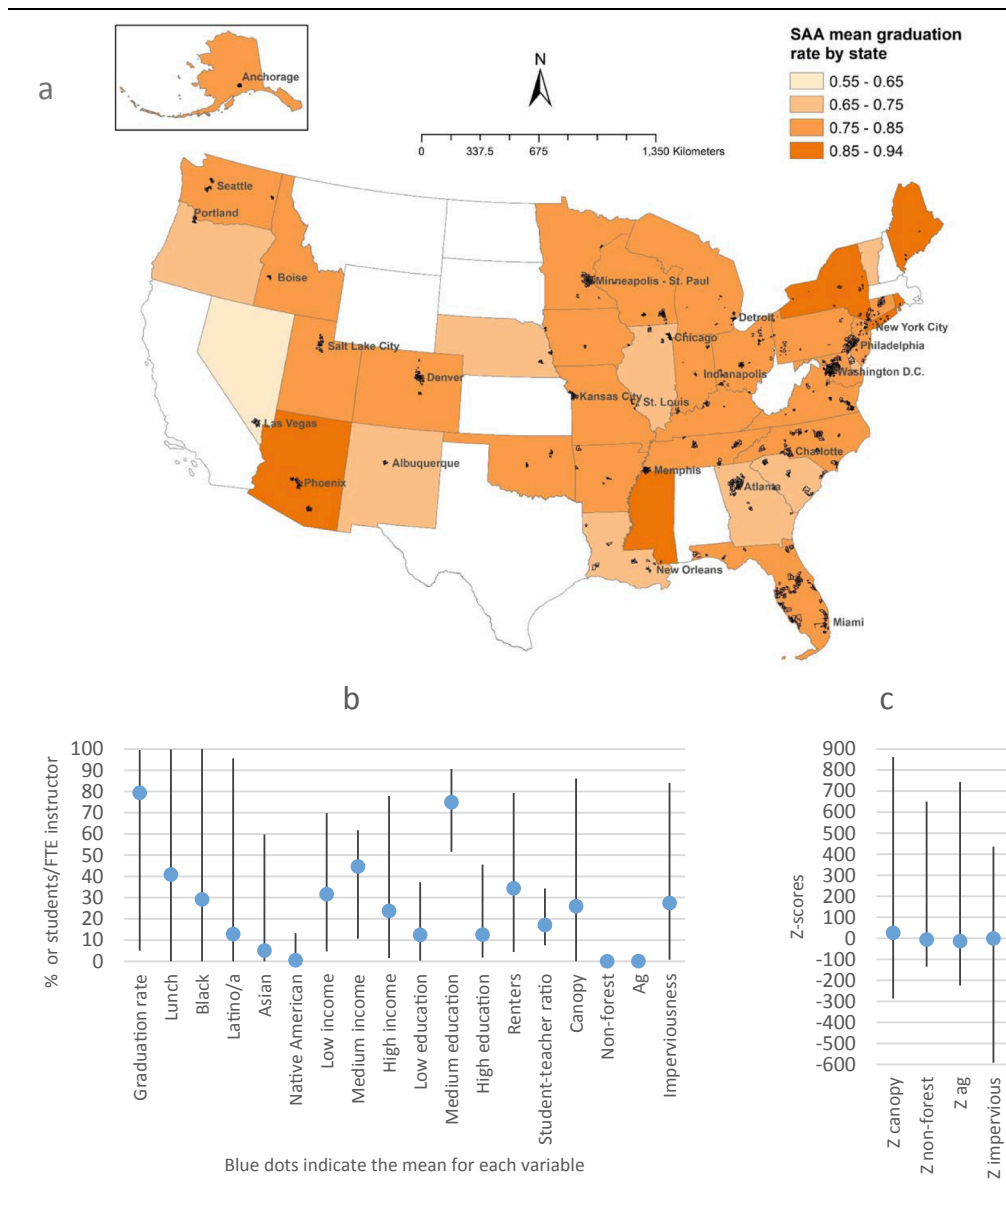 a
Anchorage
N
0 337.5 675 1,350 Kilometers
SAA mean graduation
rate by state
0.55 - 0.65
0.65 - 0.75
0.75 - 0.85
0.85 - 0.94
Seattle
Portland
Boise
Minneapolis - St. Paul
Detroit
New York City
Salt Lake City
Chicago
Philadelphia
Denver
Indianapolis
Washington D.C.
Kansas City
St. Louis
Las Vegas
Charlotte
Albuquerque
Memphis
Phoenix
Atlanta
New Orleans
Miami
b
% or students/FTE instructor
100
90
80
70
60
50
40
30
20
10
0
Graduation rate
Lunch
Black
Latino/a
Asian
Native American
Low income
Medium income
High income
Low education
Medium education
High education
Renters
Student-teacher ratio
Canopy
Non-forest
Ag
Imperviousness
Blue dots indicate the mean for each variable
c
Z-scores
900
800
700
600
500
400
300
200
100
0
-100
-200
-300
-400
-500
-600
Z canopy
Z non-forest
Z ag
Z impervious